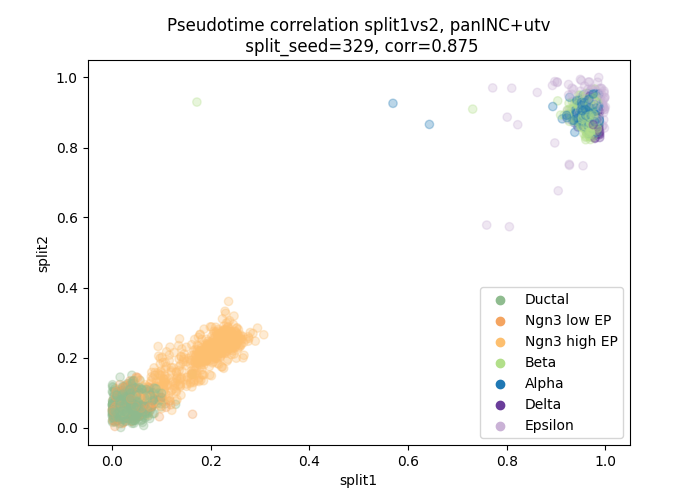 Pseudotime correlation split1vs2, panINC+utv
split_seed=329, corr=0.875
1.0
0.8
0.6
0.4
0.2
0.0
split2
0.0 0.2 0.4 0.6 0.8 1.0
split1
Ductal
Ngn3 low EP
Ngn3 high EP
Beta
Alpha
Delta
Epsilon